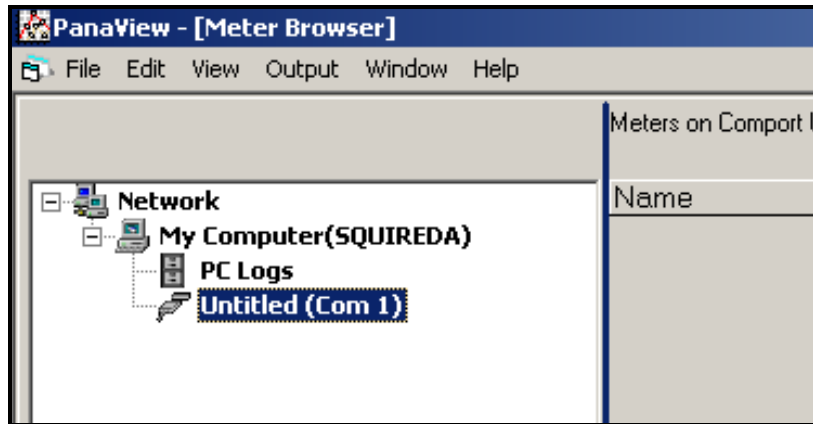 PanaView - [Meter Browser]
File Edit View Output Window Help
Meters on Comport
Name
Network
My Computer(SQUIREDA)
PC Logs
Untitled (Com 1)